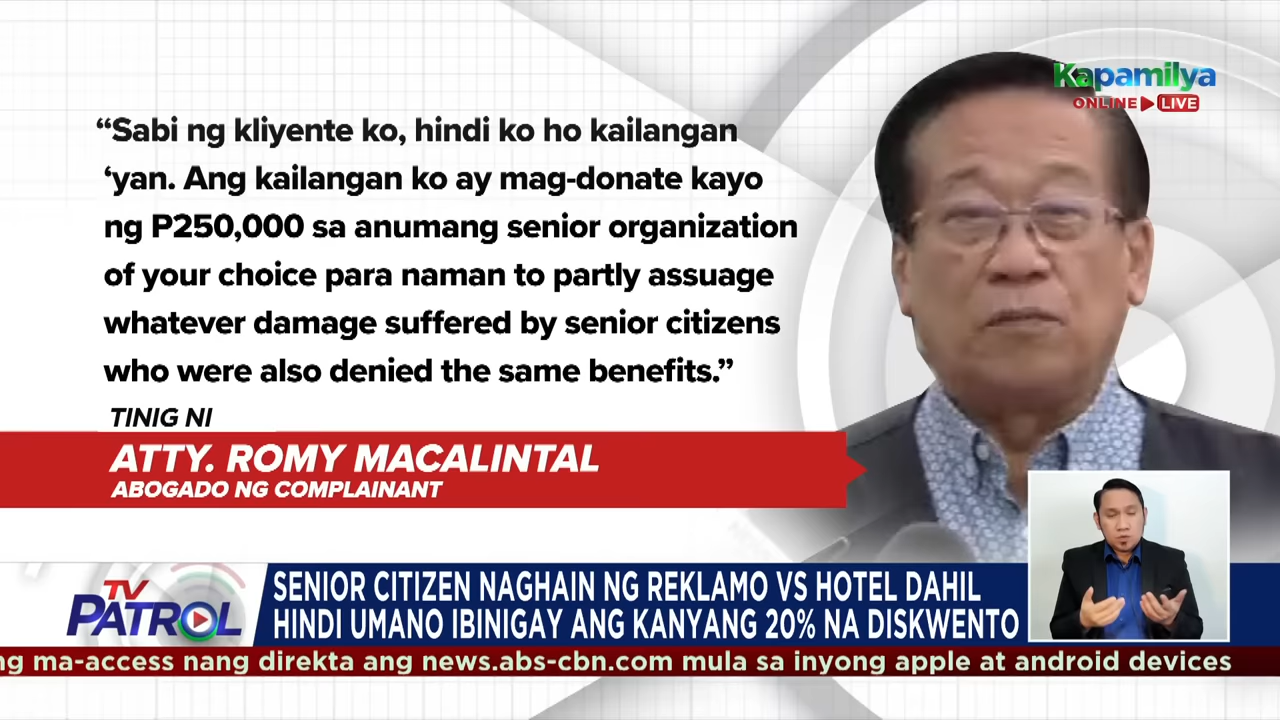 Kapamilya
ONLINE LIVE
“Sabi ng kliyente ko, hindi ko ho kailangan
‘yan. Ang kailangan ko ay mag-donate kayo
ng P250,000 sa anumang senior organization
of your choice para naman to partly assuage
whatever damage suffered by senior citizens
who were also denied the same benefits.”
TINIG NI
ATTY. ROMY MACALINTAL
ABOGADO NG COMPLAINANT
TV
PATROL
SENIOR CITIZEN NAGHAIN NG REKLAMO VS HOTEL DAHIL
HINDI UMANO IBINIGAY ANG KANYANG 20% NA DISKWENTO
ng ma-access nang direkta ang news.abs-cbn.com mula sa inyong apple at android devices